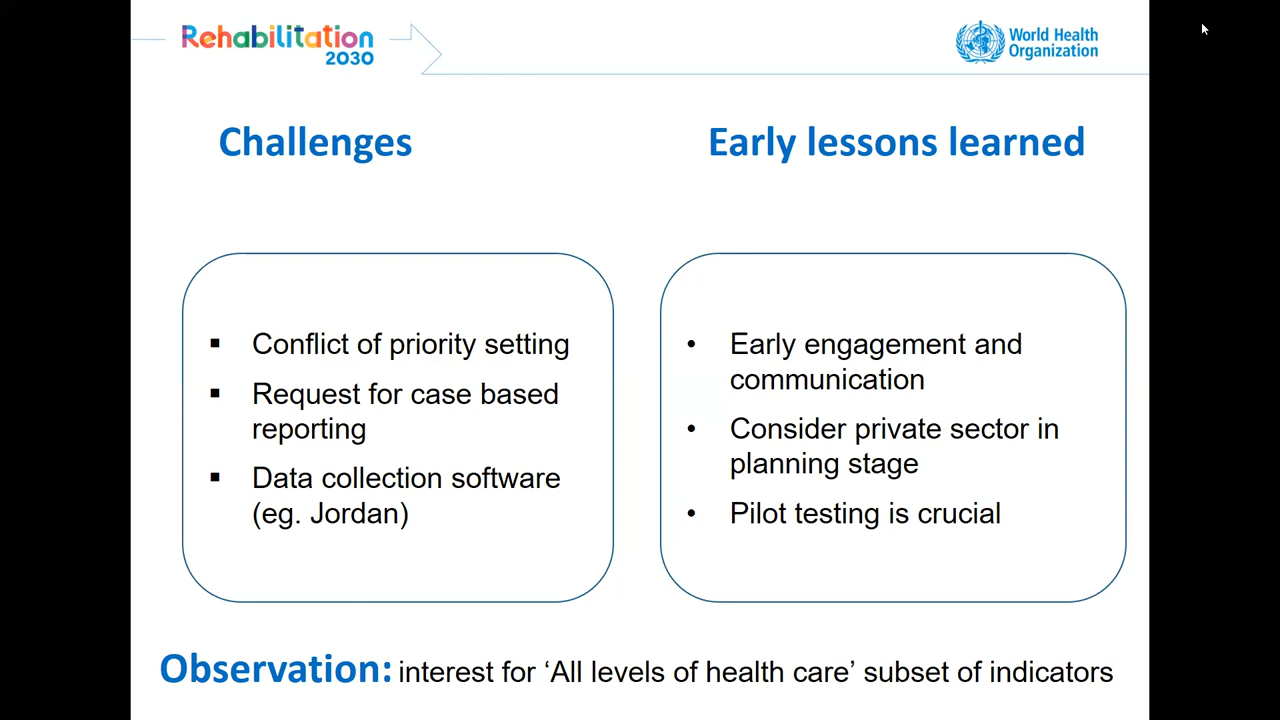 Rehabilitation
2030
World Health
Organization
Challenges
Early lessons learned
▪ Conflict of priority setting
▪ Request for case based
reporting
▪ Data collection software
(eg. Jordan)
• Early engagement and
communication
• Consider private sector in
planning stage
• Pilot testing is crucial
Observation: interest for ‘All levels of health care’ subset of indicators